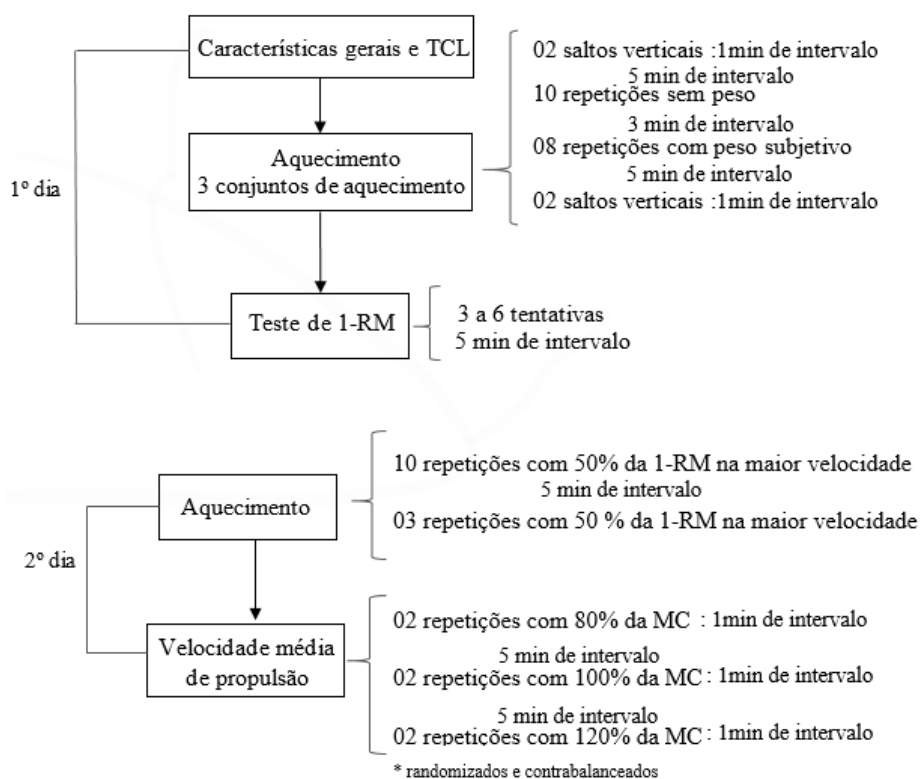 Características gerais e TCL
02 saltos verticais :1min de intervalo
5 min de intervalo
10 repetições sem peso
3 min de intervalo
08 repetições com peso subjetivo
5 min de intervalo
02 saltos verticais :1min de intervalo
Aquecimento
3 conjuntos de aquecimento
1º dia
Teste de 1-RM
3 a 6 tentativas
5 min de intervalo
10 repetições com 50% da 1-RM na maior velocidade
5 min de intervalo
03 repetições com 50 % da 1-RM na maior velocidade
Aquecimento
2º dia
Velocidade média
de propulsão
02 repetições com 80% da MC : 1min de intervalo
5 min de intervalo
02 repetições com 100% da MC : 1min de intervalo
5 min de intervalo
02 repetições com 120% da MC : 1min de intervalo
* randomizados e contrabalanceados